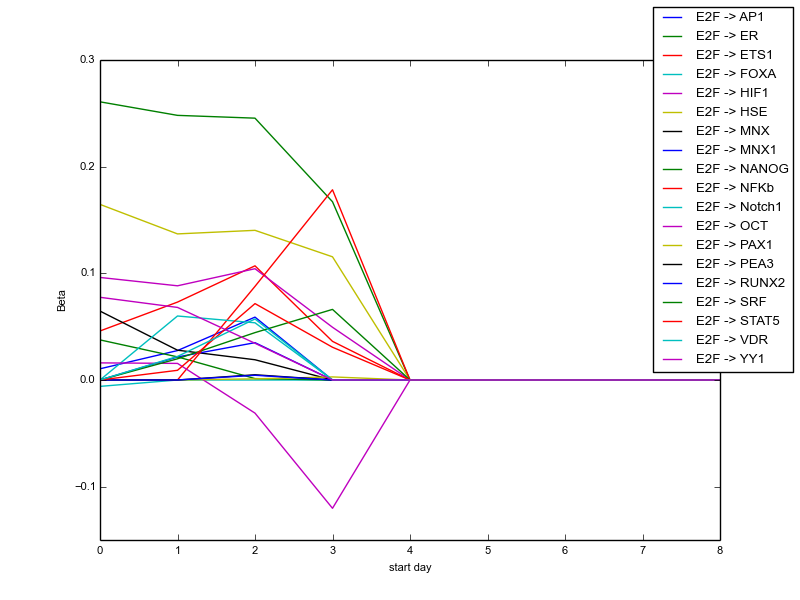 E2F -> AP1
E2F -> ER
E2F -> ETS1
E2F -> FOXA
E2F -> HIF1
E2F -> HSE
E2F -> MNX
E2F -> MNX1
E2F -> NANOG
E2F -> NFKb
E2F -> Notch1
E2F -> OCT
E2F -> PAX1
E2F -> PEA3
E2F -> RUNX2
E2F -> SRF
E2F -> STAT5
E2F -> VDR
E2F -> YY1
0.3
0.2
0.1
0.0
−0.1
Beta
0 1 2 3 4 5 6 7 8
start day